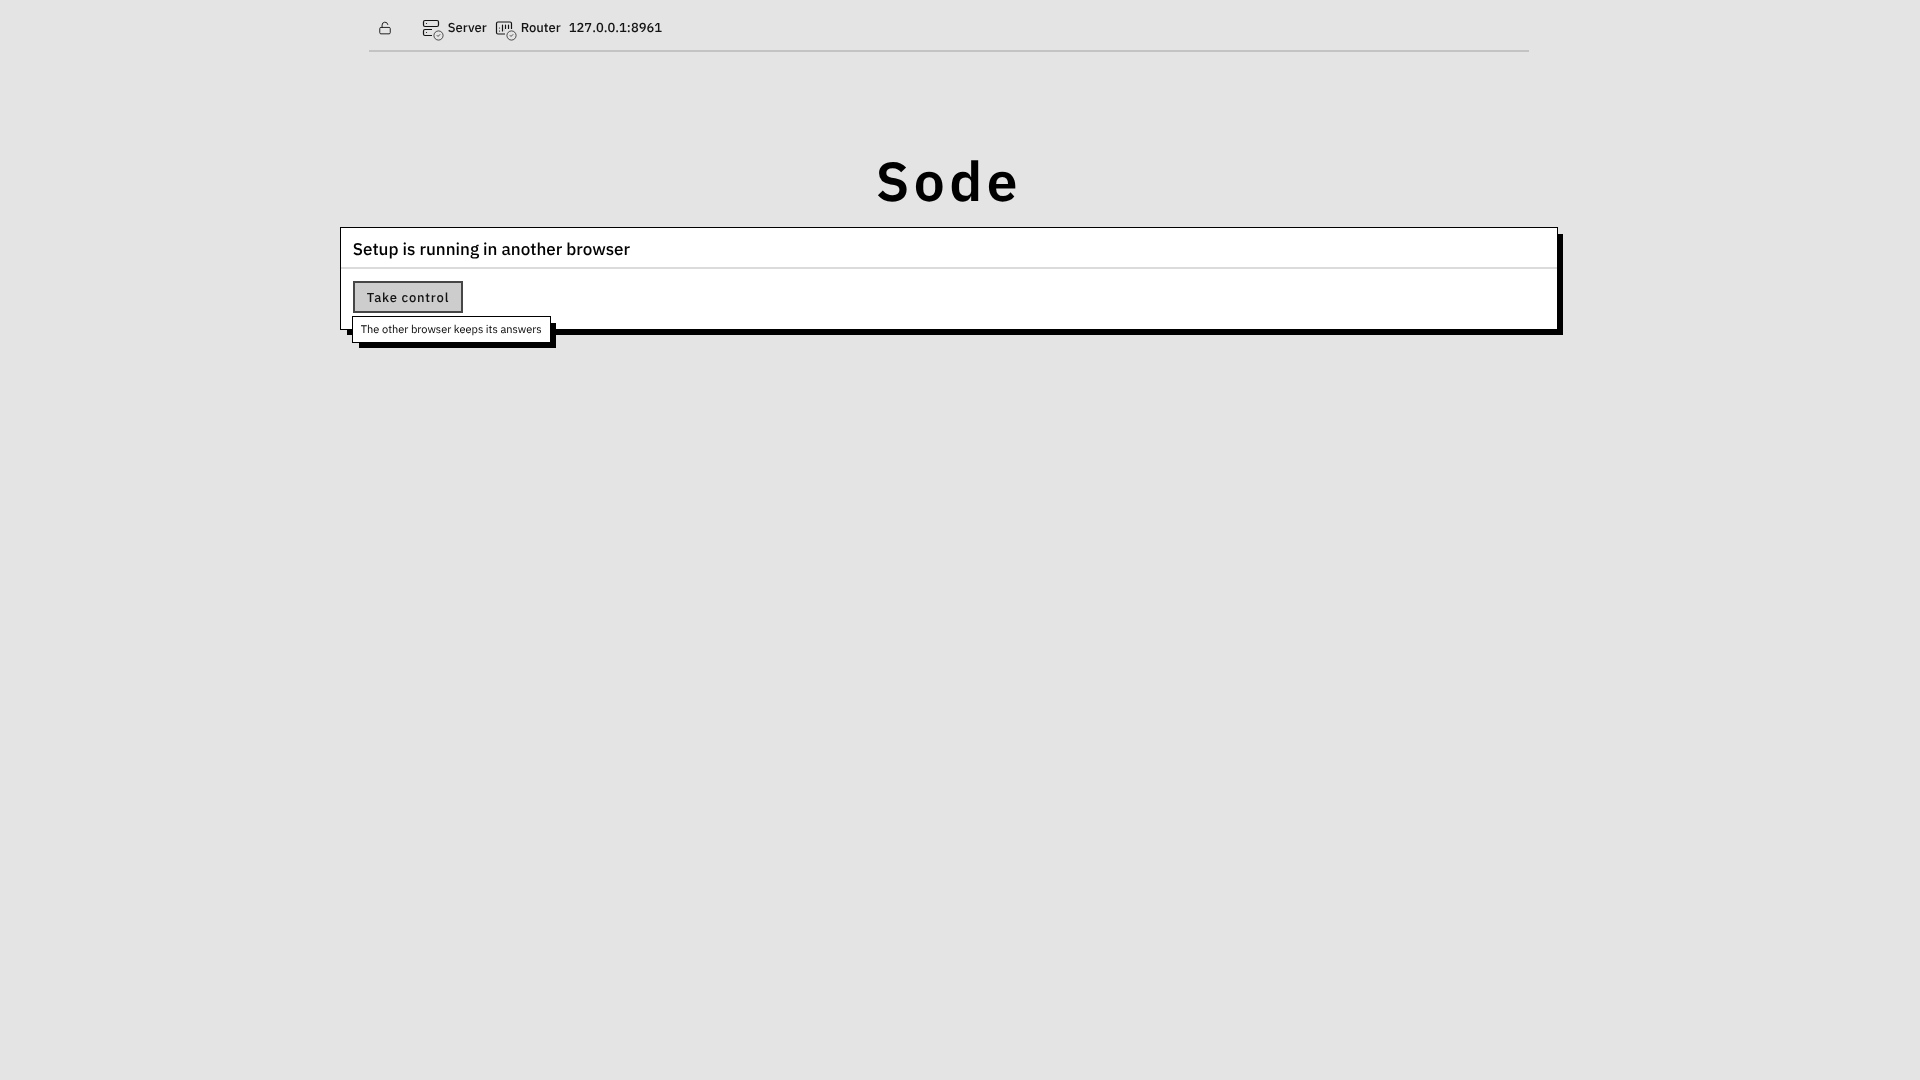 Server Router 127.0.0.1:8961
Sode
Setup is running in another browser
Take control
The other browser keeps its answers